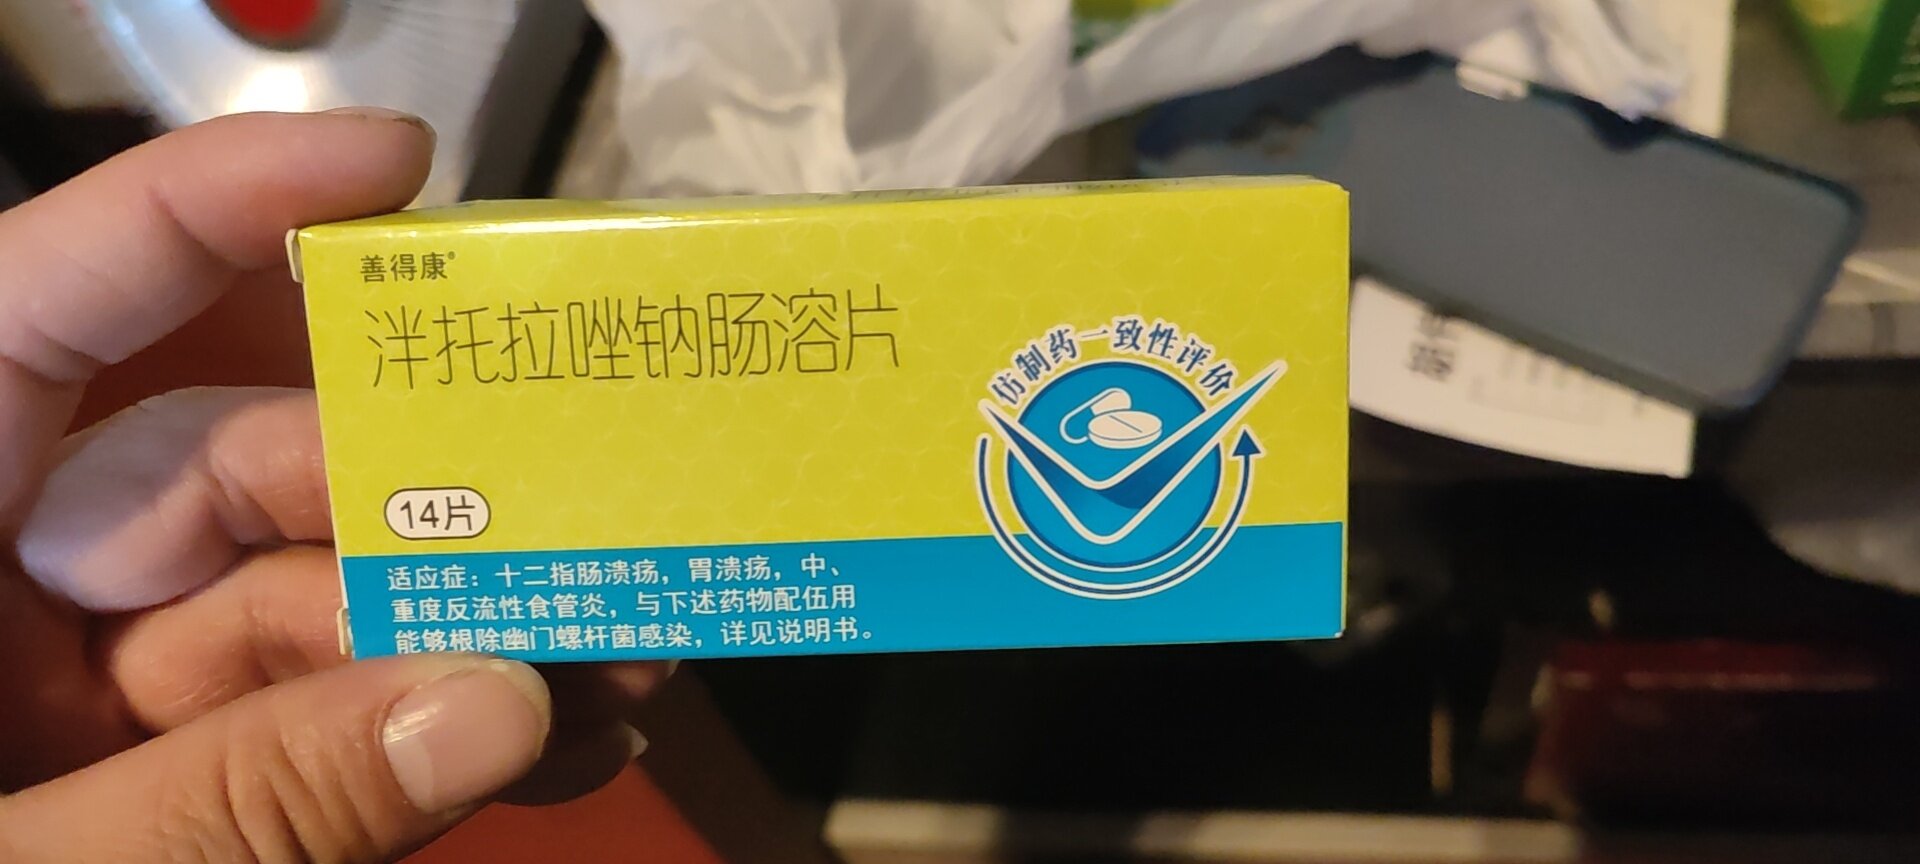 善得康®
泮托拉唑钠肠溶片
仿制药一致性评价
14片
适应症：十二指肠溃疡，胃溃疡，中、
重度反流性食管炎，与下述药物配伍用
能够根除幽门螺杆菌感染，详见说明书。